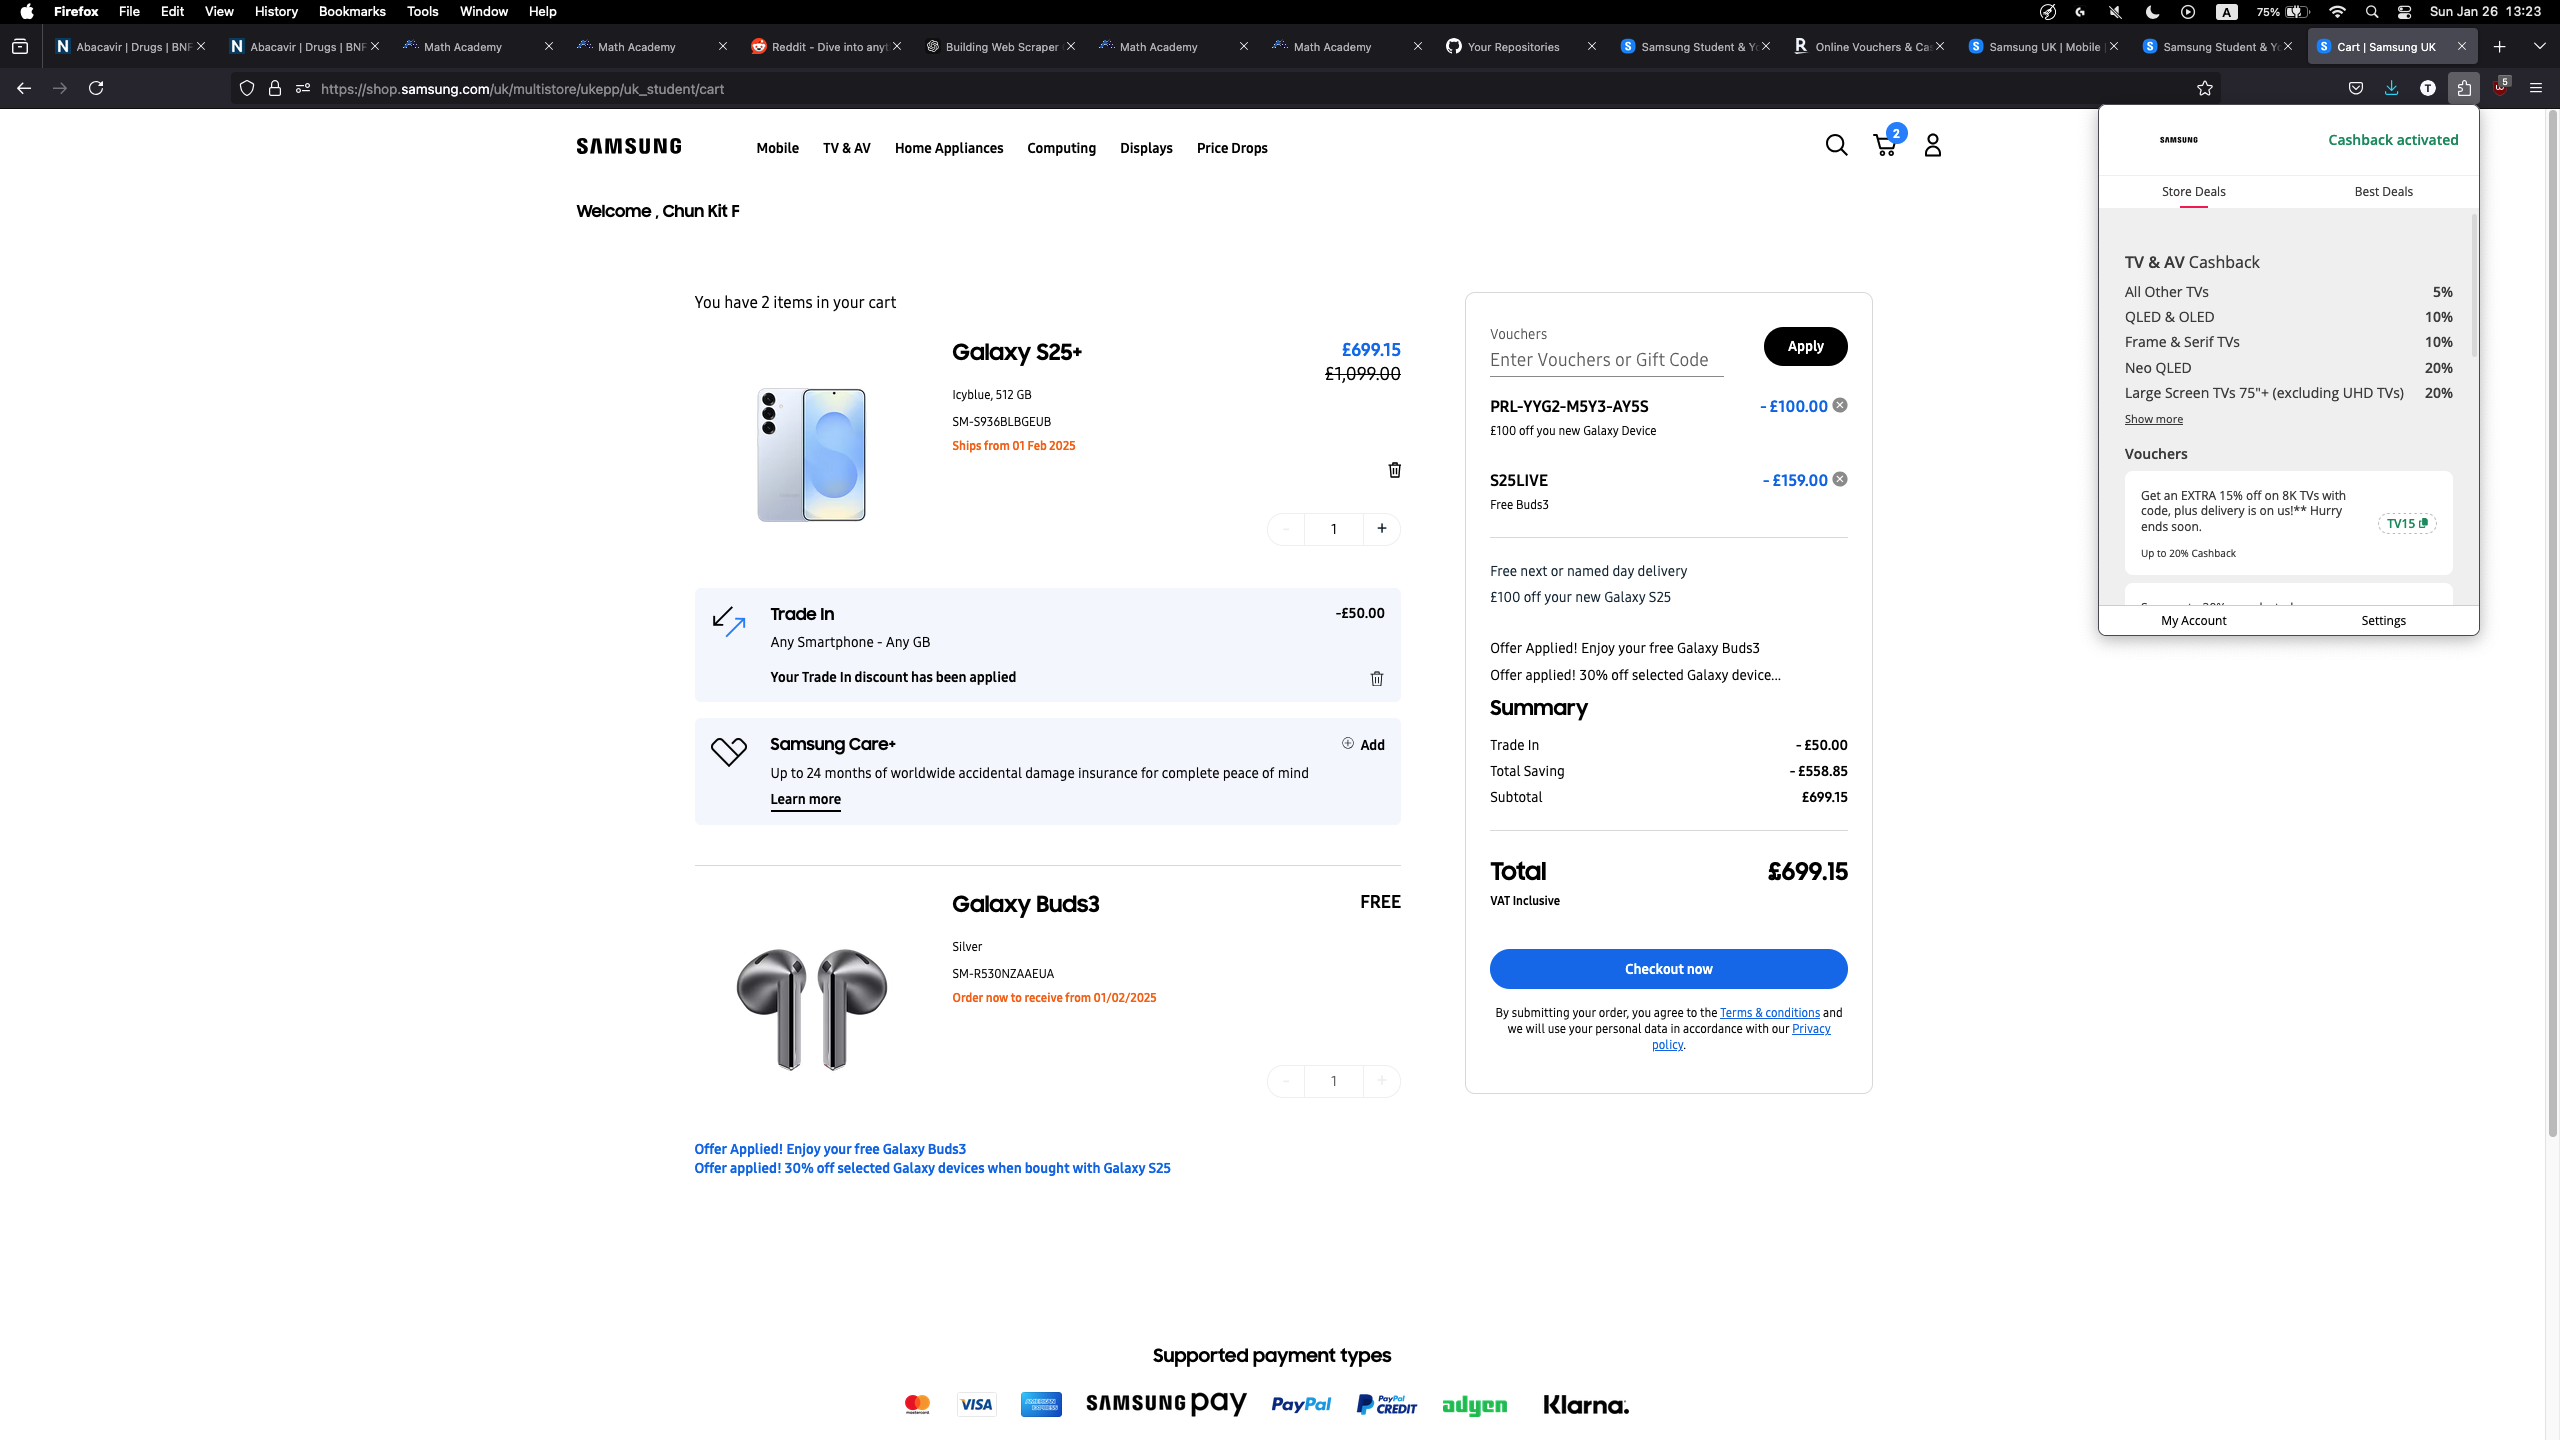 Firefox File Edit View History Bookmarks Tools Window Help
A 75% Sun Jan 26 13:23
Abacavir | Drugs | BNF
Abacavir | Drugs | BNF
Math Academy
Math Academy
Reddit - Dive into anyt
Building Web Scraper
Math Academy
Math Academy
Your Repositories
Samsung Student & Yo
Online Vouchers & Ca
Samsung UK | Mobile
Samsung Student & Yo
Cart | Samsung UK
https://shop.samsung.com/uk/multistore/ukepp/uk_student/cart
T
5
SAMSUNG
Mobile TV & AV Home Appliances Computing Displays Price Drops
2
Welcome , Chun Kit F
You have 2 items in your cart
Galaxy S25+
£699.15
£1,099.00
Icyblue, 512 GB
SM-S936BLBGEUB
Ships from 01 Feb 2025
- 1 +
Trade In
-£50.00
Any Smartphone - Any GB
Your Trade In discount has been applied
Samsung Care+
Add
Up to 24 months of worldwide accidental damage insurance for complete peace of mind
Learn more
Galaxy Buds3
FREE
Silver
SM-R530NZAAEUA
Order now to receive from 01/02/2025
- 1 +
Offer Applied! Enjoy your free Galaxy Buds3
Offer applied! 30% off selected Galaxy devices when bought with Galaxy S25
Vouchers
Enter Vouchers or Gift Code
Apply
PRL-YYG2-M5Y3-AY5S
- £100.00
£100 off you new Galaxy Device
S25LIVE
- £159.00
Free Buds3
Free next or named day delivery
£100 off your new Galaxy S25
Offer Applied! Enjoy your free Galaxy Buds3
Offer applied! 30% off selected Galaxy device...
Summary
Trade In - £50.00
Total Saving - £558.85
Subtotal £699.15
Total £699.15
VAT Inclusive
Checkout now
By submitting your order, you agree to the Terms & conditions and
we will use your personal data in accordance with our Privacy
policy.
SAMSUNG
Cashback activated
Store Deals Best Deals
TV & AV Cashback
All Other TVs 5%
QLED & OLED 10%
Frame & Serif TVs 10%
Neo QLED 20%
Large Screen TVs 75"+ (excluding UHD TVs) 20%
Show more
Vouchers
Get an EXTRA 15% off on 8K TVs with
code, plus delivery is on us!** Hurry
ends soon.
TV15
Up to 20% Cashback
My Account Settings
Supported payment types
mastercard VISA AMERICAN EXPRESS SAMSUNG pay PayPal PayPal CREDIT adyen Klarna.